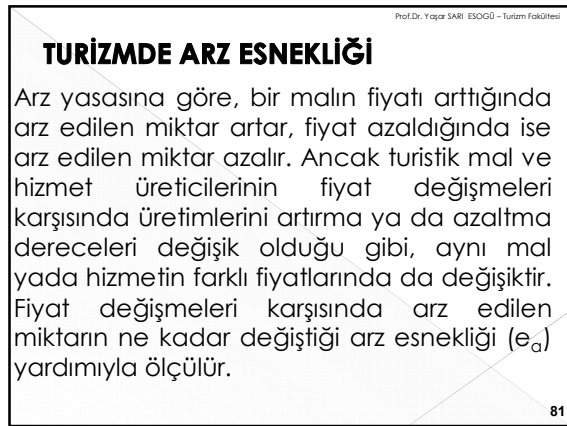 Prof.Dr. Yaşar SARI ESOGÜ – Turizm Fakültesi
TURİZMDE ARZ ESNEKLİĞİ
Arz yasasına göre, bir malın fiyatı arttığında
arz edilen miktar artar, fiyat azaldığında ise
arz edilen miktar azalır. Ancak turistik mal ve
hizmet üreticilerinin fiyat değişmeleri
karşısında üretimlerini artırma ya da azaltma
dereceleri değişik olduğu gibi, aynı mal
yada hizmetin farklı fiyatlarında da değişiktir.
Fiyat değişmeleri karşısında arz edilen
miktarın ne kadar değiştiği arz esnekliği (eₐ)
yardımıyla ölçülür.
81